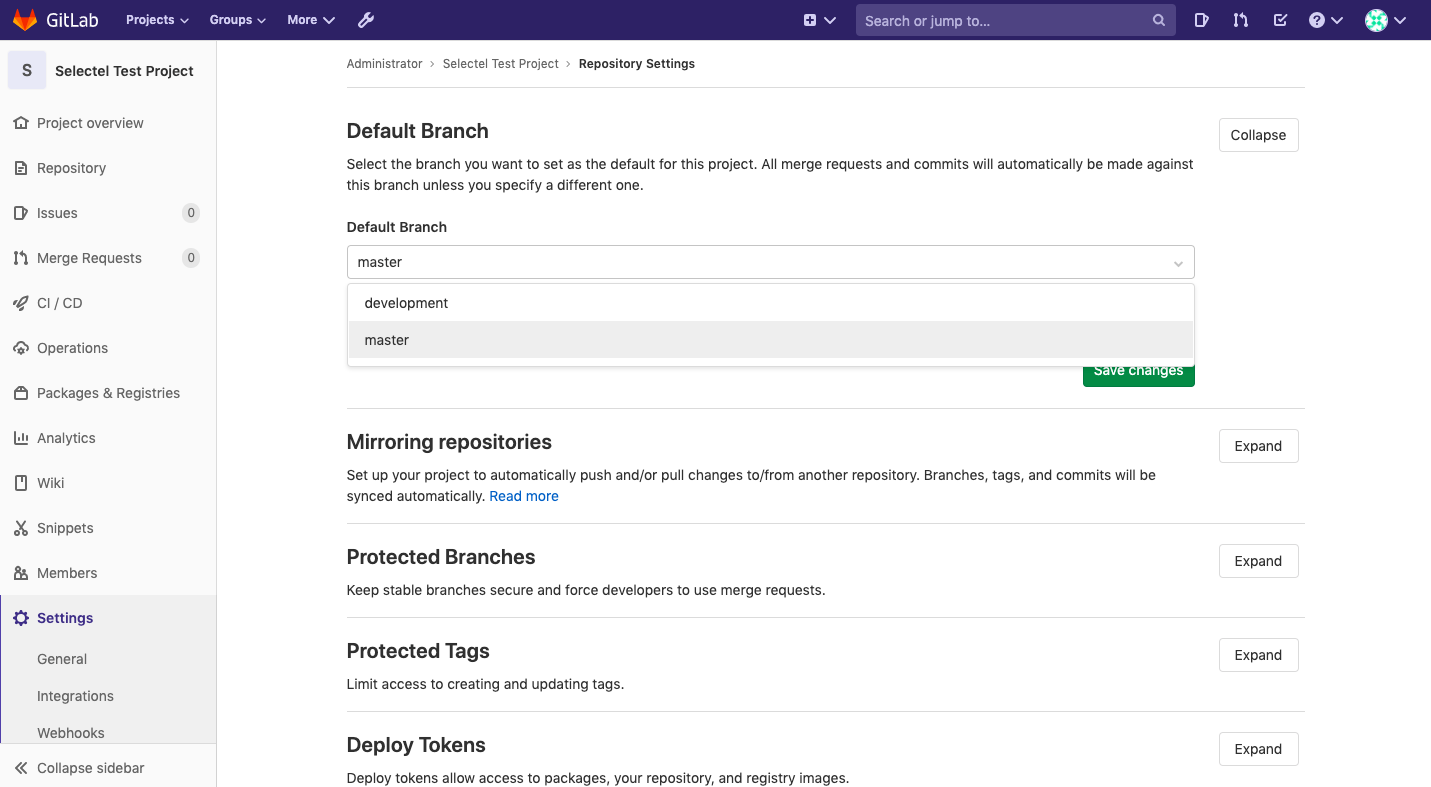 GitLab Projects Groups More Search or jump to...
S Selectel Test Project
Project overview
Repository
Issues 0
Merge Requests 0
CI / CD
Operations
Packages & Registries
Analytics
Wiki
Snippets
Members
Settings
General
Integrations
Webhooks
Collapse sidebar
Administrator › Selectel Test Project › Repository Settings
Default Branch
Collapse
Select the branch you want to set as the default for this project. All merge requests and commits will automatically be made against
this branch unless you specify a different one.
Default Branch
master
development
master
Save changes
Mirroring repositories
Expand
Set up your project to automatically push and/or pull changes to/from another repository. Branches, tags, and commits will be
synced automatically. Read more
Protected Branches
Expand
Keep stable branches secure and force developers to use merge requests.
Protected Tags
Expand
Limit access to creating and updating tags.
Deploy Tokens
Expand
Deploy tokens allow access to packages, your repository, and registry images.